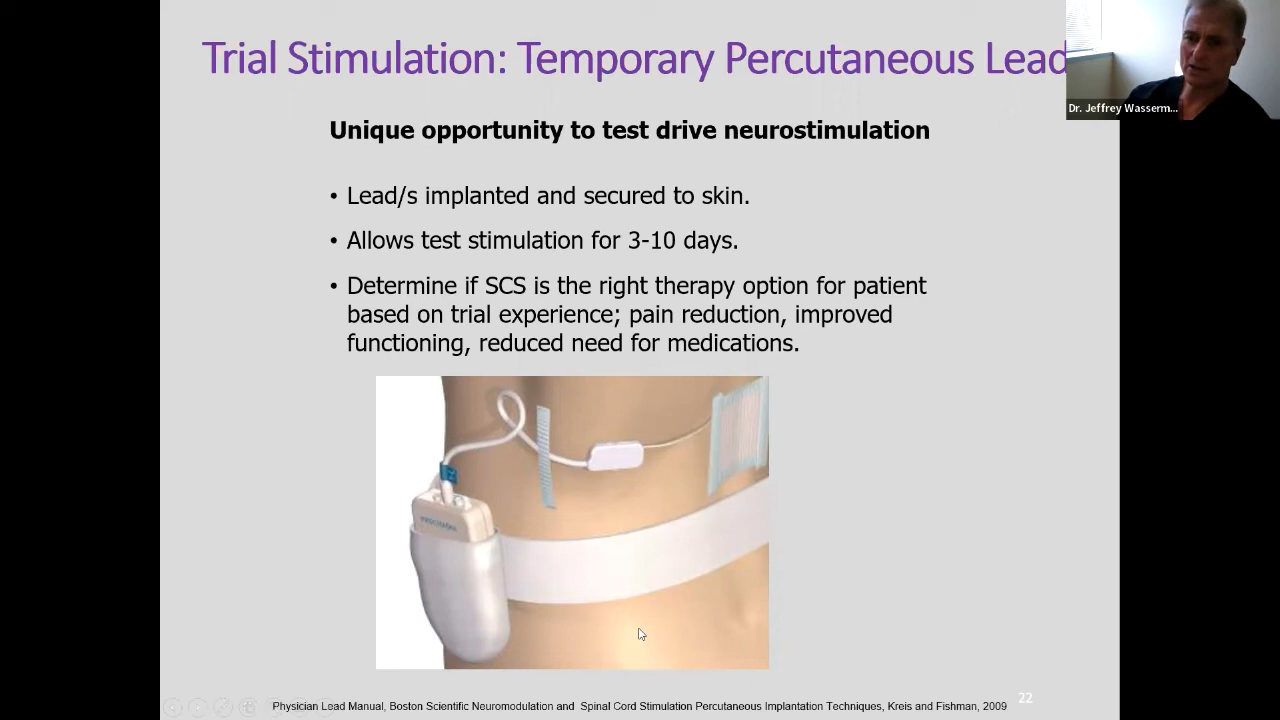 Trial Stimulation: Temporary Percutaneous Lead
Dr. Jeffrey Wasserm...
Unique opportunity to test drive neurostimulation
• Lead/s implanted and secured to skin.
• Allows test stimulation for 3-10 days.
• Determine if SCS is the right therapy option for patient
based on trial experience; pain reduction, improved
functioning, reduced need for medications.
PRECISION
22
Physician Lead Manual, Boston Scientific Neuromodulation and Spinal Cord Stimulation Percutaneous Implantation Techniques, Kreis and Fishman, 2009